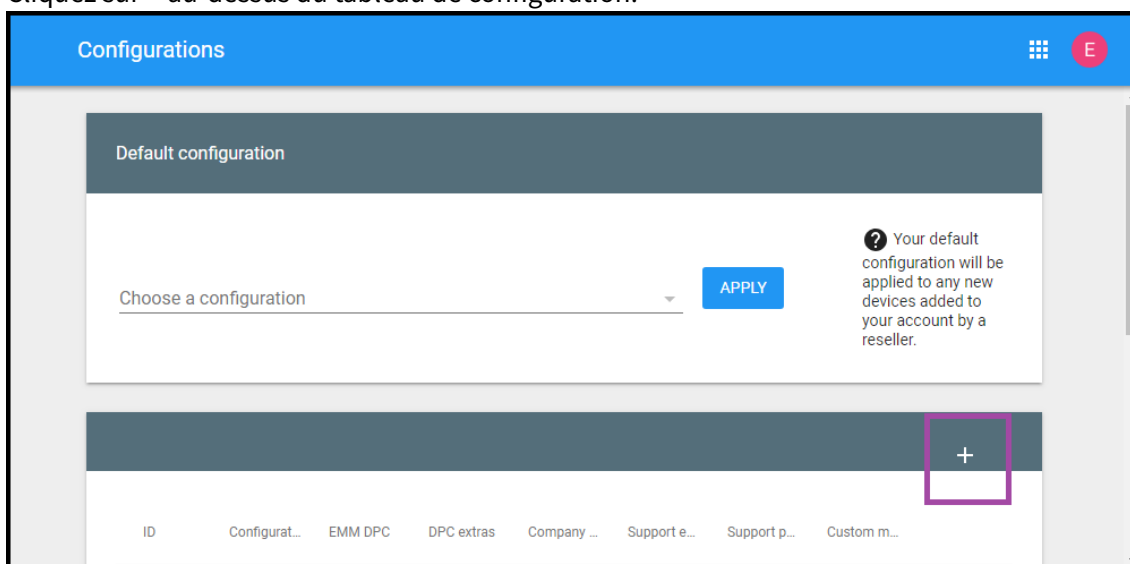 Cliquez sur + au-dessus du tableau de configuration.
Configurations
E
Default configuration
Choose a configuration
APPLY
Your default
configuration will be
applied to any new
devices added to
your account by a
reseller.
+
ID Configurat... EMM DPC DPC extras Company ... Support e... Support p... Custom m...